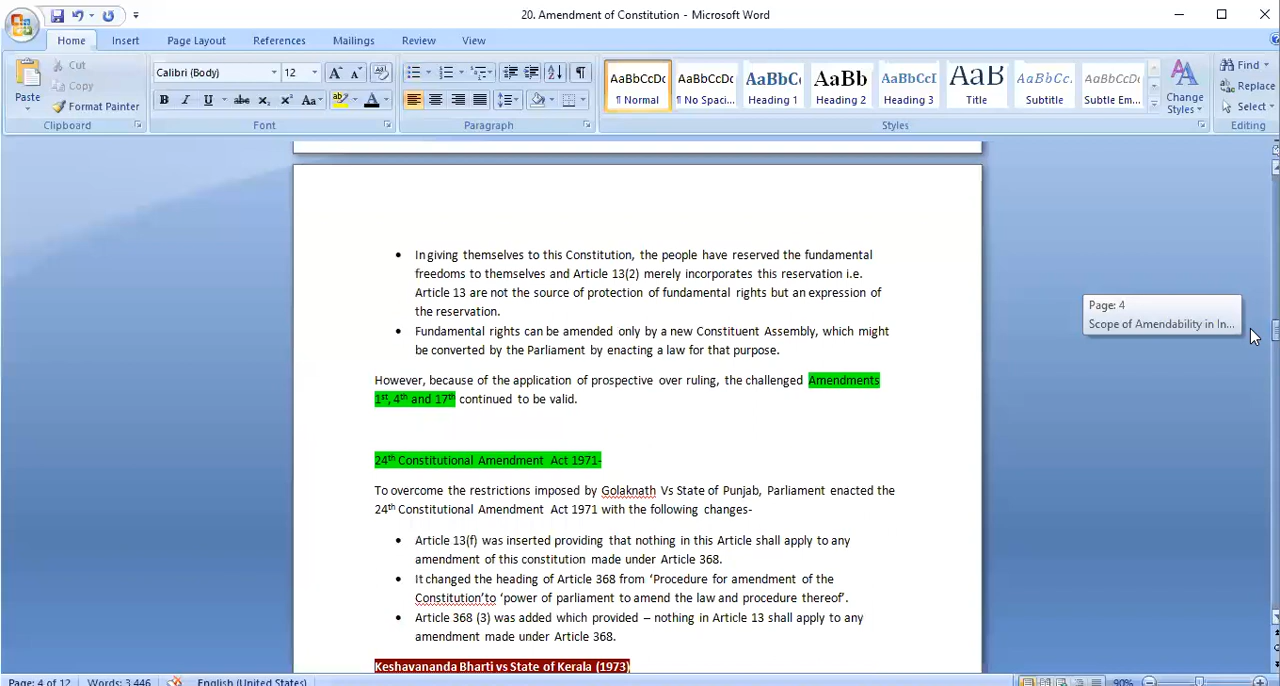 20. Amendment of Constitution - Microsoft Word
Home Insert Page Layout References Mailings Review View
Cut
Copy
Paste
Format Painter
Clipboard
Calibri (Body) 12
Font
Paragraph
AaBbCcDc AaBbCcDc AaBbC AaBb AaBbCcI AaB AaBbCc. AaBbCcDc
¶ Normal ¶ No Spaci... Heading 1 Heading 2 Heading 3 Title Subtitle Subtle Em...
Change Styles
Styles
Find
Replace
Select
Editing
In giving themselves to this Constitution, the people have reserved the fundamental
freedoms to themselves and Article 13(2) merely incorporates this reservation i.e.
Article 13 are not the source of protection of fundamental rights but an expression of
the reservation.
Fundamental rights can be amended only by a new Constituent Assembly, which might
be converted by the Parliament by enacting a law for that purpose.
Page: 4
Scope of Amendability in In...
However, because of the application of prospective over ruling, the challenged Amendments
1st, 4th and 17th continued to be valid.
24th Constitutional Amendment Act 1971-
To overcome the restrictions imposed by Golaknath Vs State of Punjab, Parliament enacted the
24th Constitutional Amendment Act 1971 with the following changes-
Article 13(f) was inserted providing that nothing in this Article shall apply to any
amendment of this constitution made under Article 368.
It changed the heading of Article 368 from ‘Procedure for amendment of the
Constitution’to ‘power of parliament to amend the law and procedure thereof’.
Article 368 (3) was added which provided – nothing in Article 13 shall apply to any
amendment made under Article 368.
Keshavananda Bharti vs State of Kerala (1973)
Page: 4 of 12 Words: 3,446 English (United States) 90%